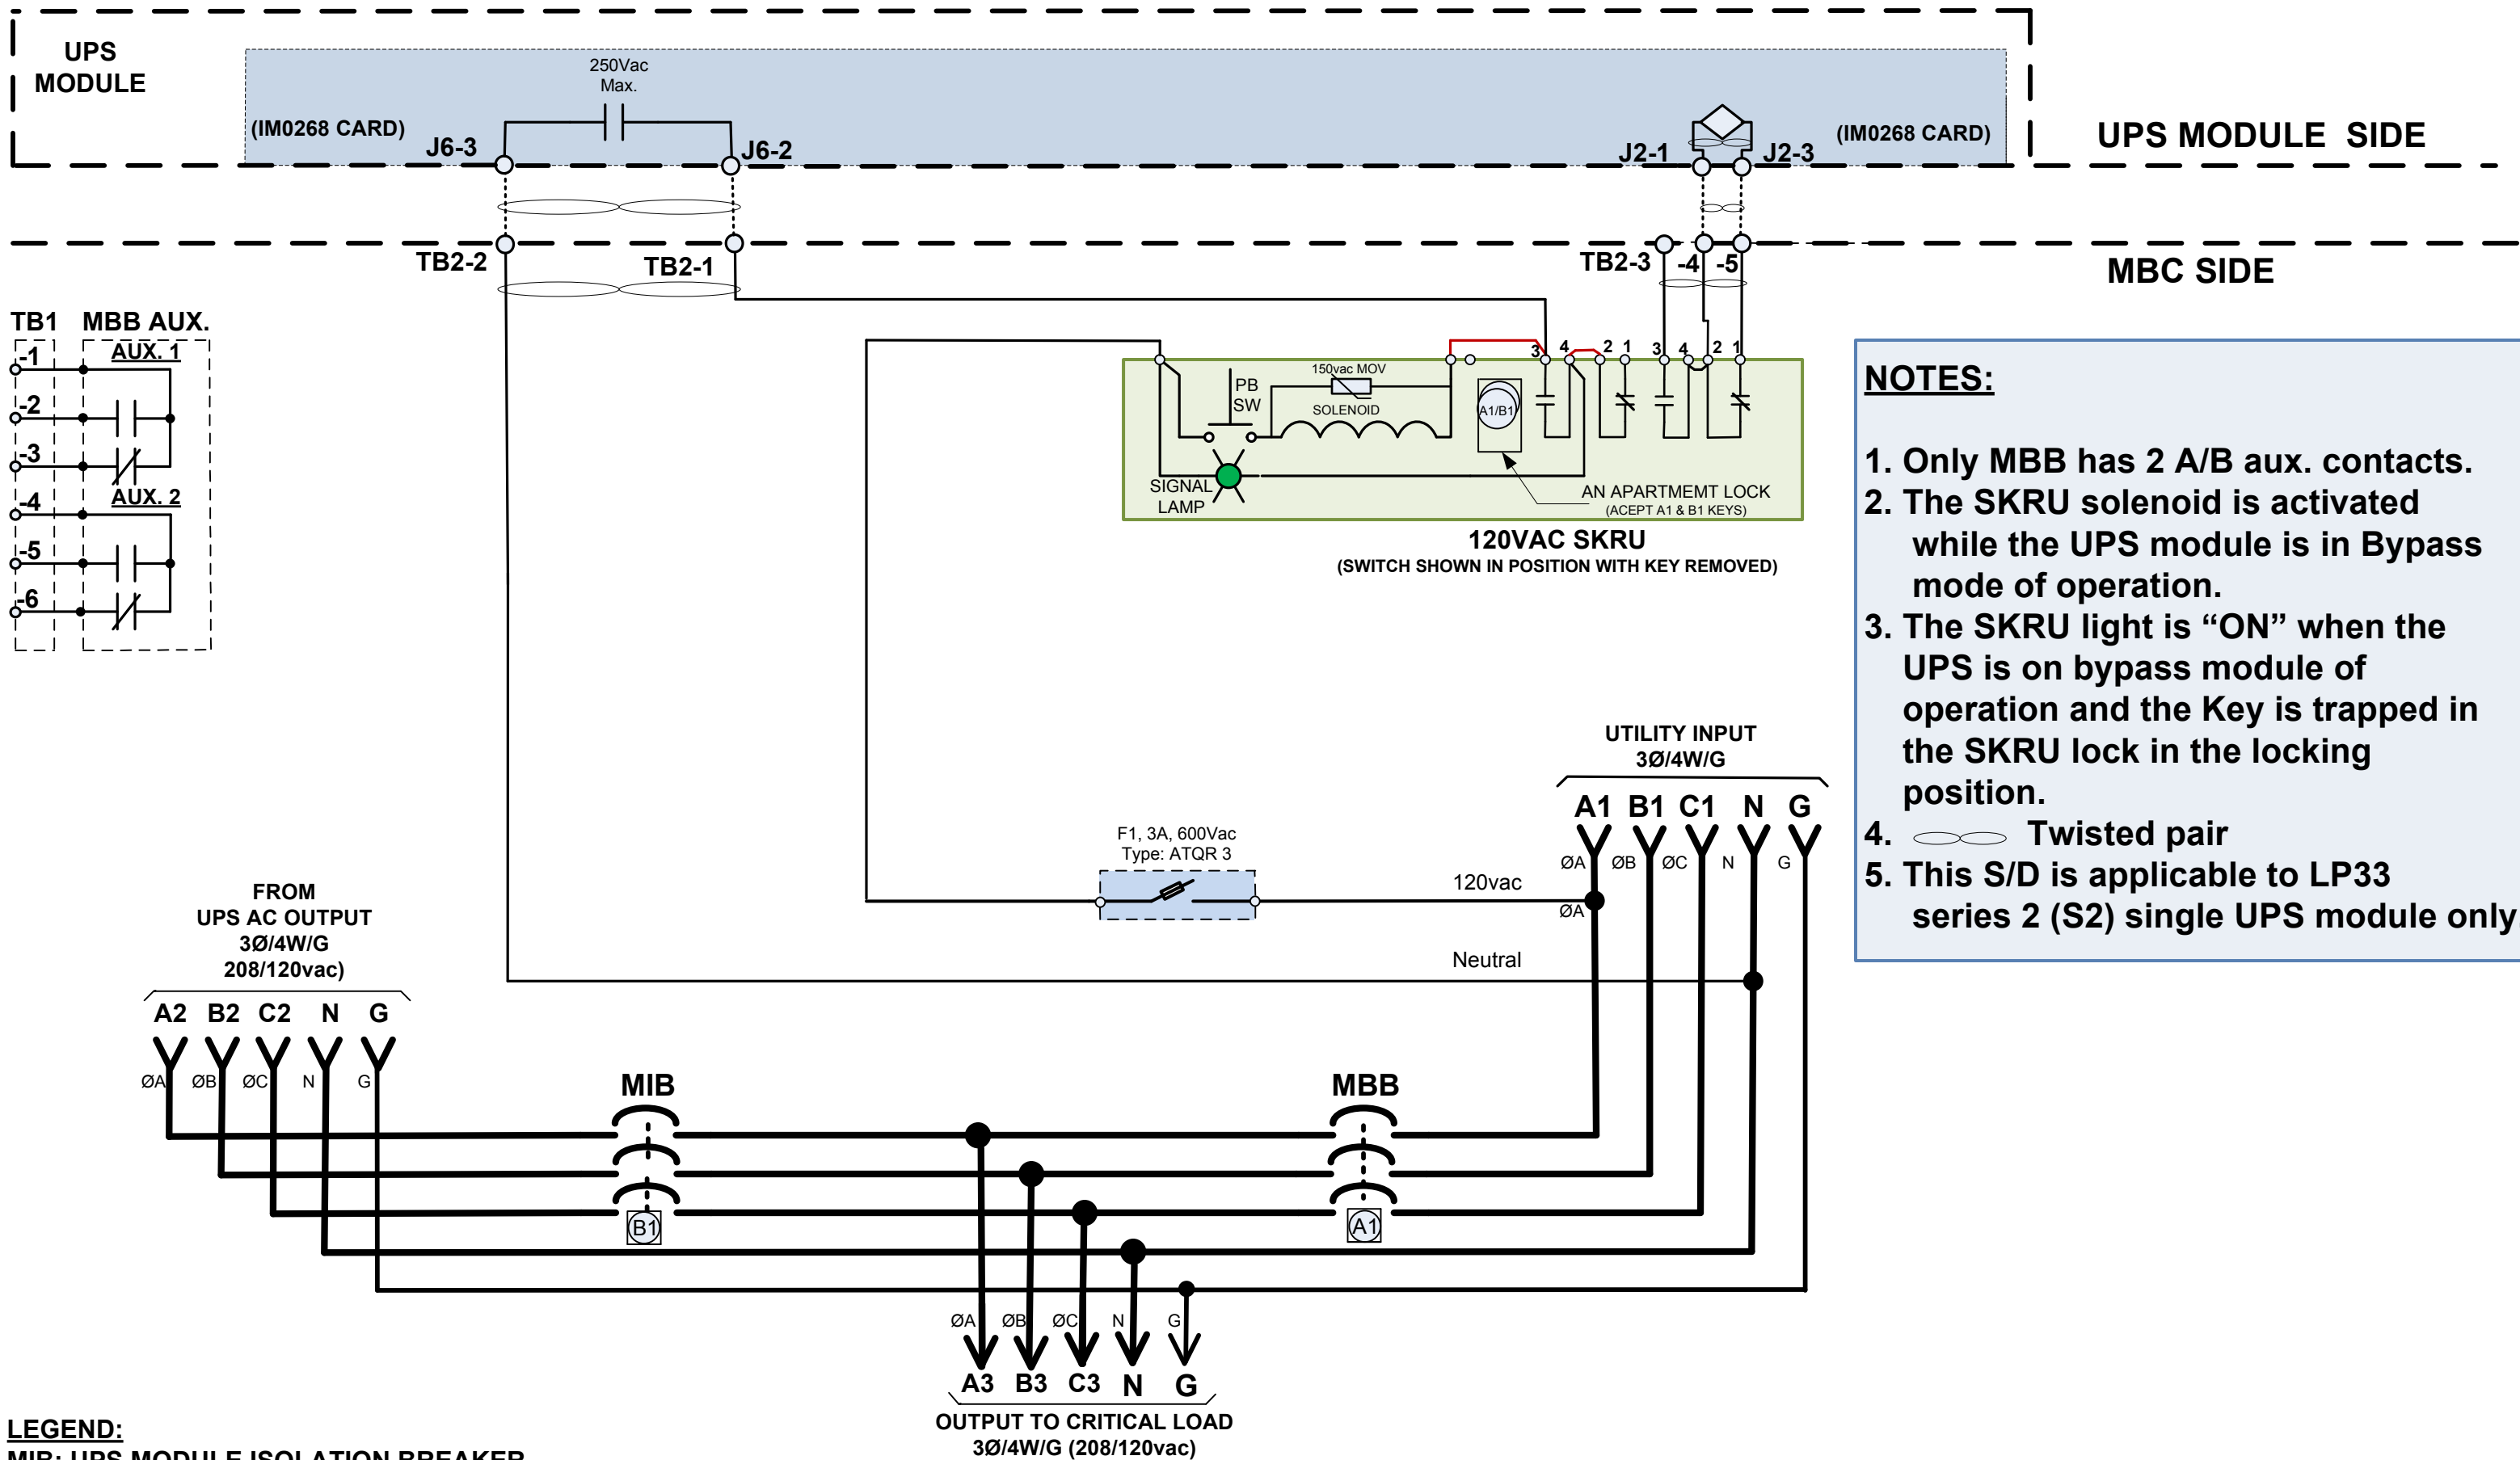 UPS
MODULE
250Vac
Max.
(IM0268 CARD)
J6-3
J6-2
J2-1
J2-3
(IM0268 CARD)
UPS MODULE SIDE
TB2-2
TB2-1
TB2-3
-4
-5
MBC SIDE
TB1
MBB AUX.
-1
AUX. 1
-2
-3
-4
AUX. 2
-5
-6
3
4
2
1
3
4
2
1
150vac MOV
PB
SW
SOLENOID
A1/B1
SIGNAL
LAMP
AN APARTMEMT LOCK
(ACEPT A1 & B1 KEYS)
120VAC SKRU
(SWITCH SHOWN IN POSITION WITH KEY REMOVED)
NOTES:
1. Only MBB has 2 A/B aux. contacts.
2. The SKRU solenoid is activated
while the UPS module is in Bypass
mode of operation.
3. The SKRU light is “ON” when the
UPS is on bypass module of
operation and the Key is trapped in
the SKRU lock in the locking
position.
4. Twisted pair
5. This S/D is applicable to LP33
series 2 (S2) single UPS module only
UTILITY INPUT
3Ø/4W/G
A1 B1 C1 N G
ØA ØB ØC N G
F1, 3A, 600Vac
Type: ATQR 3
120vac
ØA
Neutral
FROM
UPS AC OUTPUT
3Ø/4W/G
208/120vac)
A2 B2 C2 N G
ØA ØB ØC N G
MIB
MBB
B1
A1
ØA ØB ØC N G
A3 B3 C3 N G
OUTPUT TO CRITICAL LOAD
3Ø/4W/G (208/120vac)
LEGEND:
MIB: UPS MODULE ISOLATION BREAKER